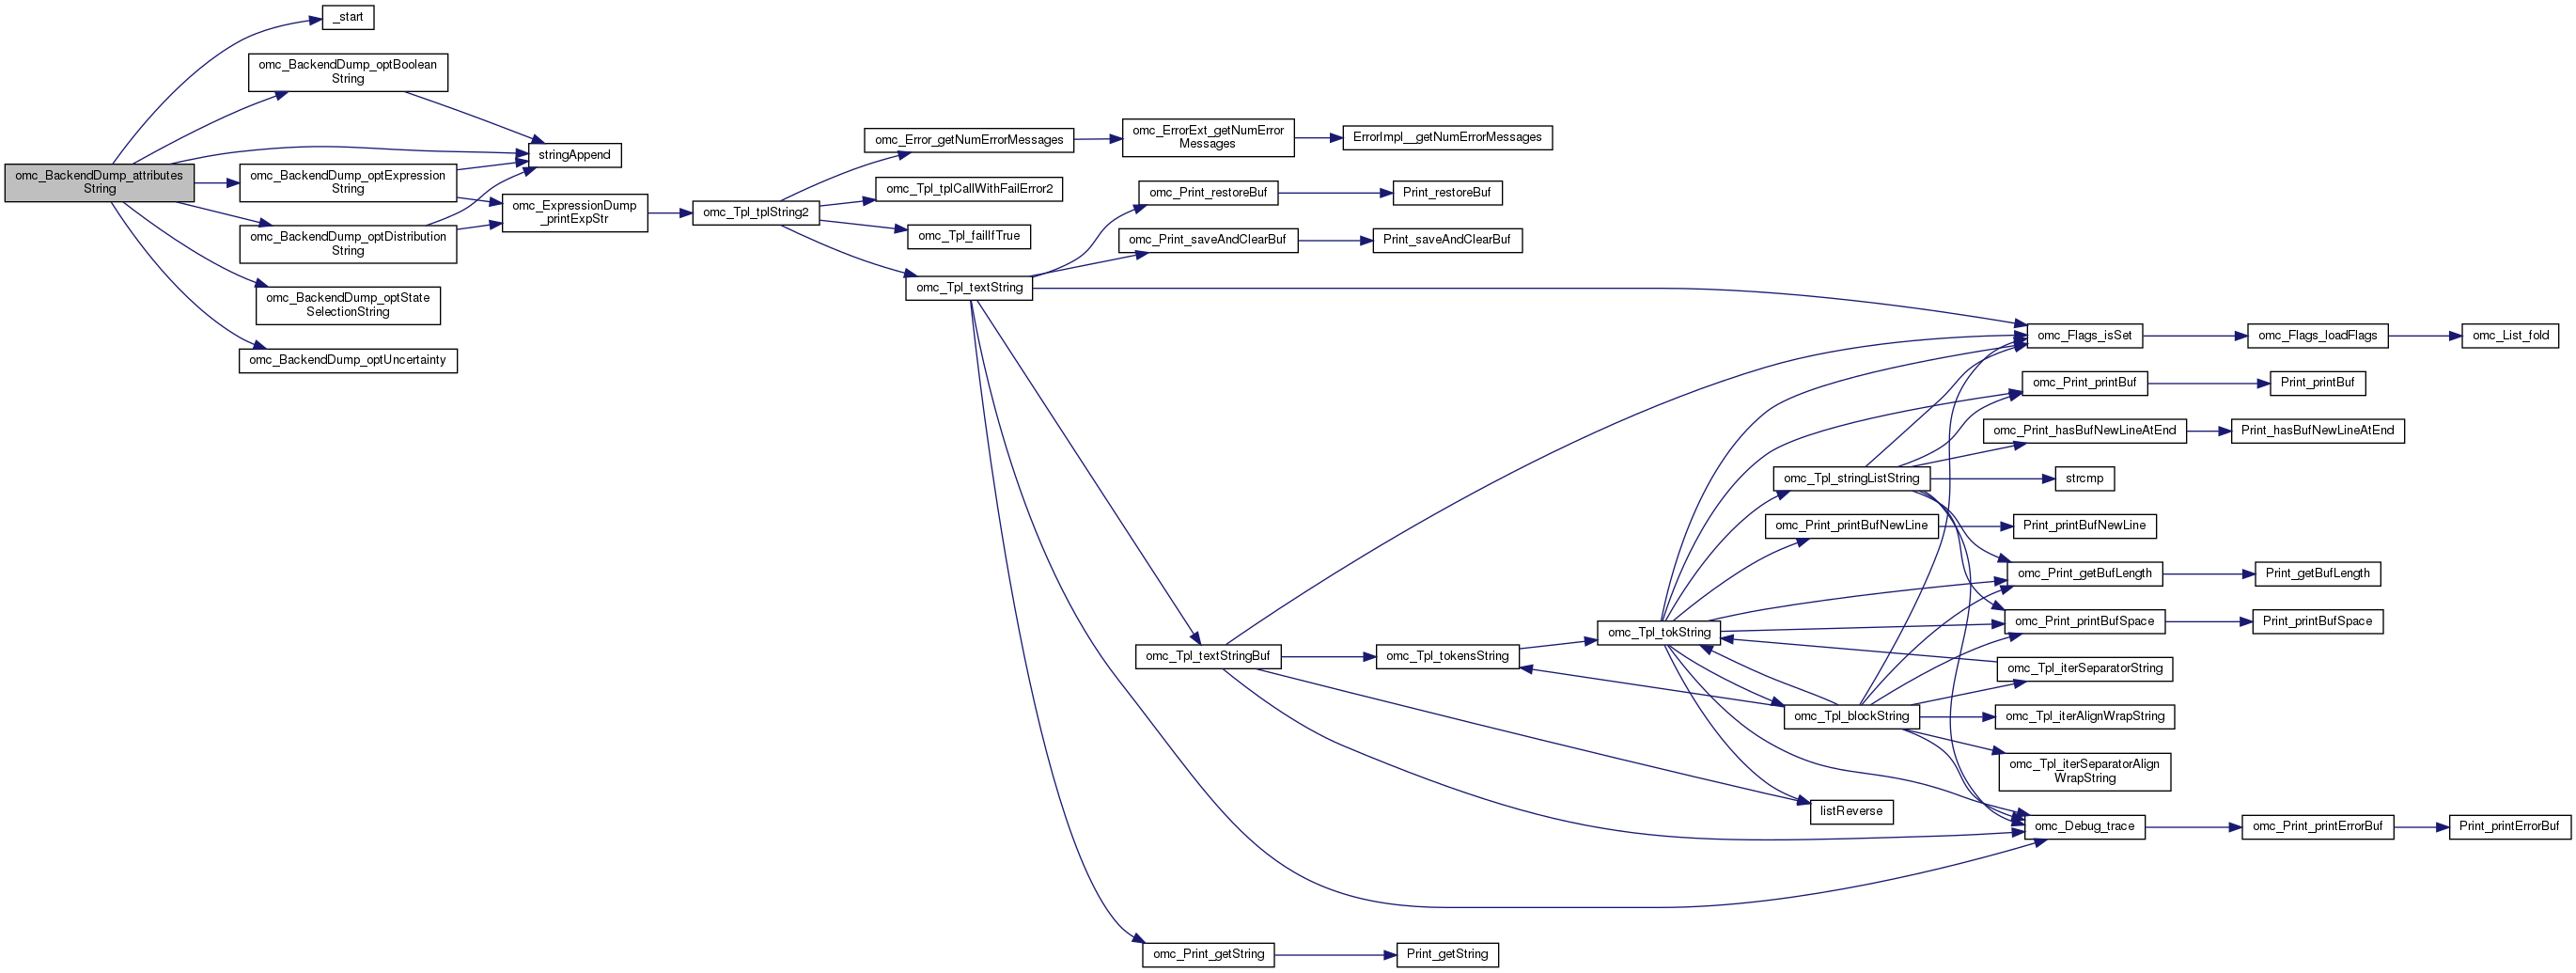 _start
omc_BackendDump_optBoolean
String
omc_BackendDump_attributes
String
stringAppend
omc_BackendDump_optExpression
String
omc_ExpressionDump
_printExpStr
omc_BackendDump_optDistribution
String
omc_BackendDump_optState
SelectionString
omc_BackendDump_optUncertainty
omc_Tpl_tplString2
omc_Error_getNumErrorMessages
omc_ErrorExt_getNumError
Messages
ErrorImpl__getNumErrorMessages
omc_Tpl_tplCallWithFailError2
omc_Tpl_failIfTrue
omc_Tpl_textString
omc_Print_restoreBuf
Print_restoreBuf
omc_Print_saveAndClearBuf
Print_saveAndClearBuf
omc_Flags_isSet
omc_Flags_loadFlags
omc_List_fold
omc_Print_printBuf
Print_printBuf
omc_Print_hasBufNewLineAtEnd
Print_hasBufNewLineAtEnd
omc_Tpl_stringListString
strcmp
omc_Print_printBufNewLine
Print_printBufNewLine
omc_Print_getBufLength
Print_getBufLength
omc_Print_printBufSpace
Print_printBufSpace
omc_Tpl_tokString
omc_Tpl_textStringBuf
omc_Tpl_tokensString
omc_Tpl_iterSeparatorString
omc_Tpl_blockString
omc_Tpl_iterAlignWrapString
omc_Tpl_iterSeparatorAlign
WrapString
listReverse
omc_Debug_trace
omc_Print_printErrorBuf
Print_printErrorBuf
omc_Print_getString
Print_getString